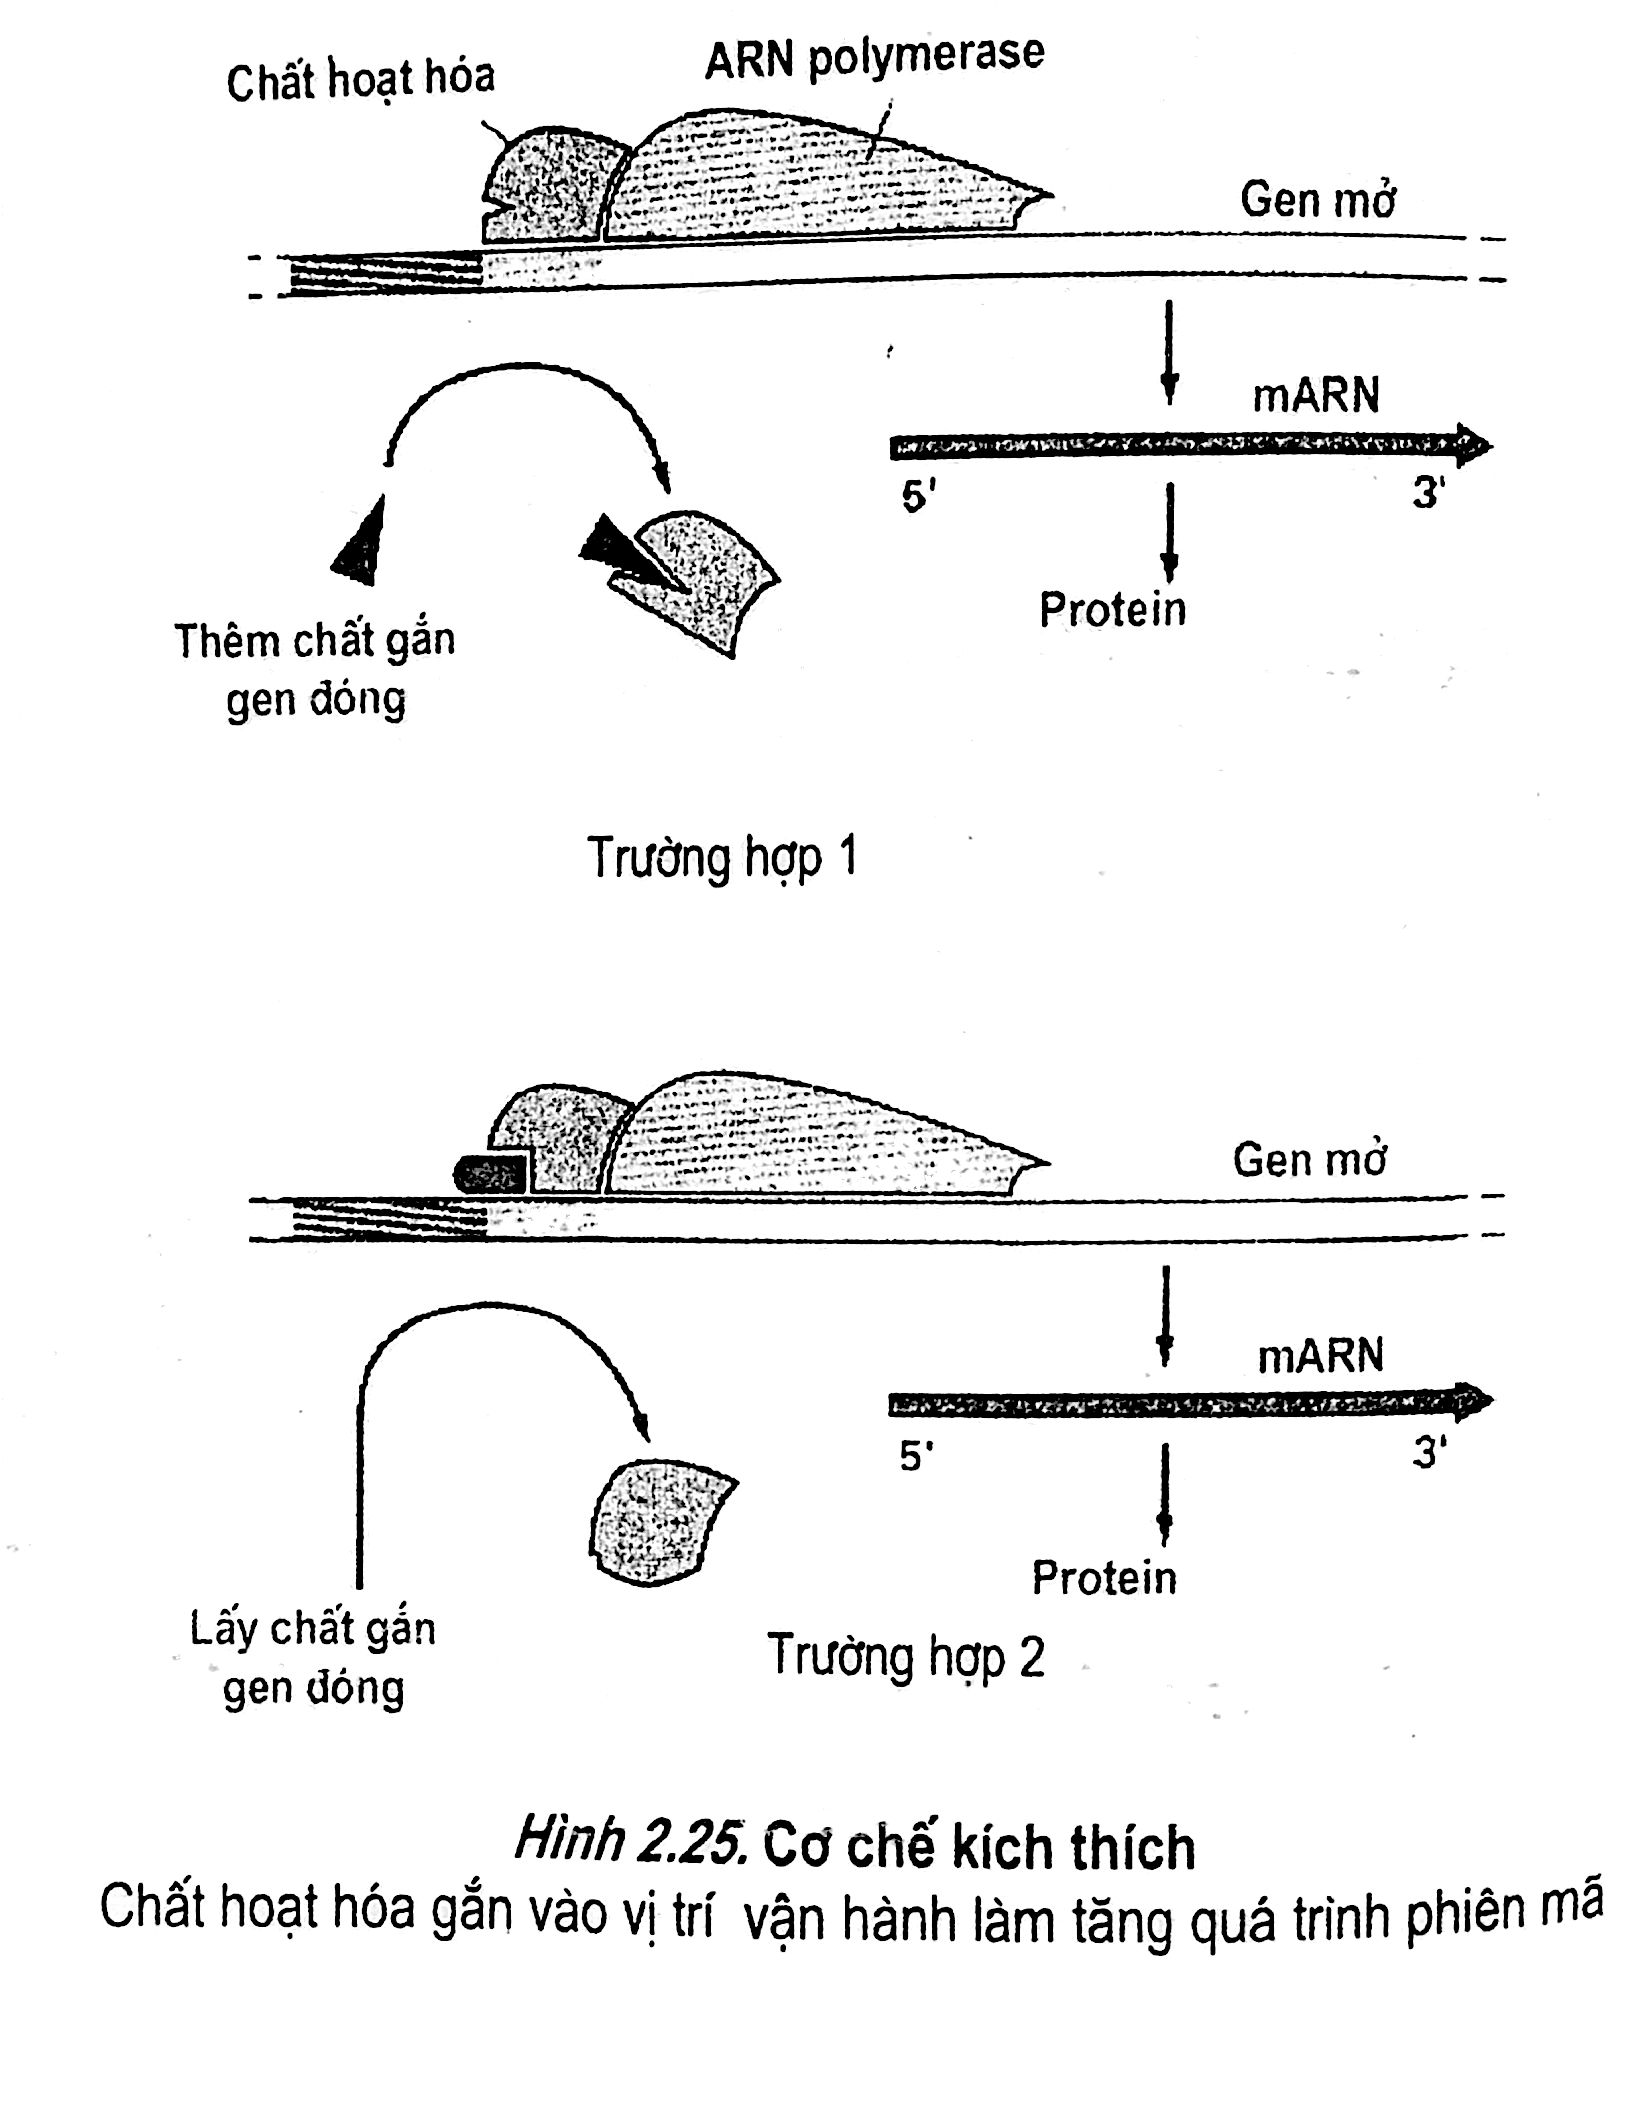 Chất hoạt hóa
ARN polymerase
Gen mở
mARN
5'
3'
Protein
Thêm chất gắn
gen đóng
Trường hợp 1
Gen mở
mARN
5'
3'
Protein
Lấy chất gắn
gen đóng
Trường hợp 2
Hình 2.25. Cơ chế kích thích
Chất hoạt hóa gắn vào vị trí vận hành làm tăng quá trình phiên mã